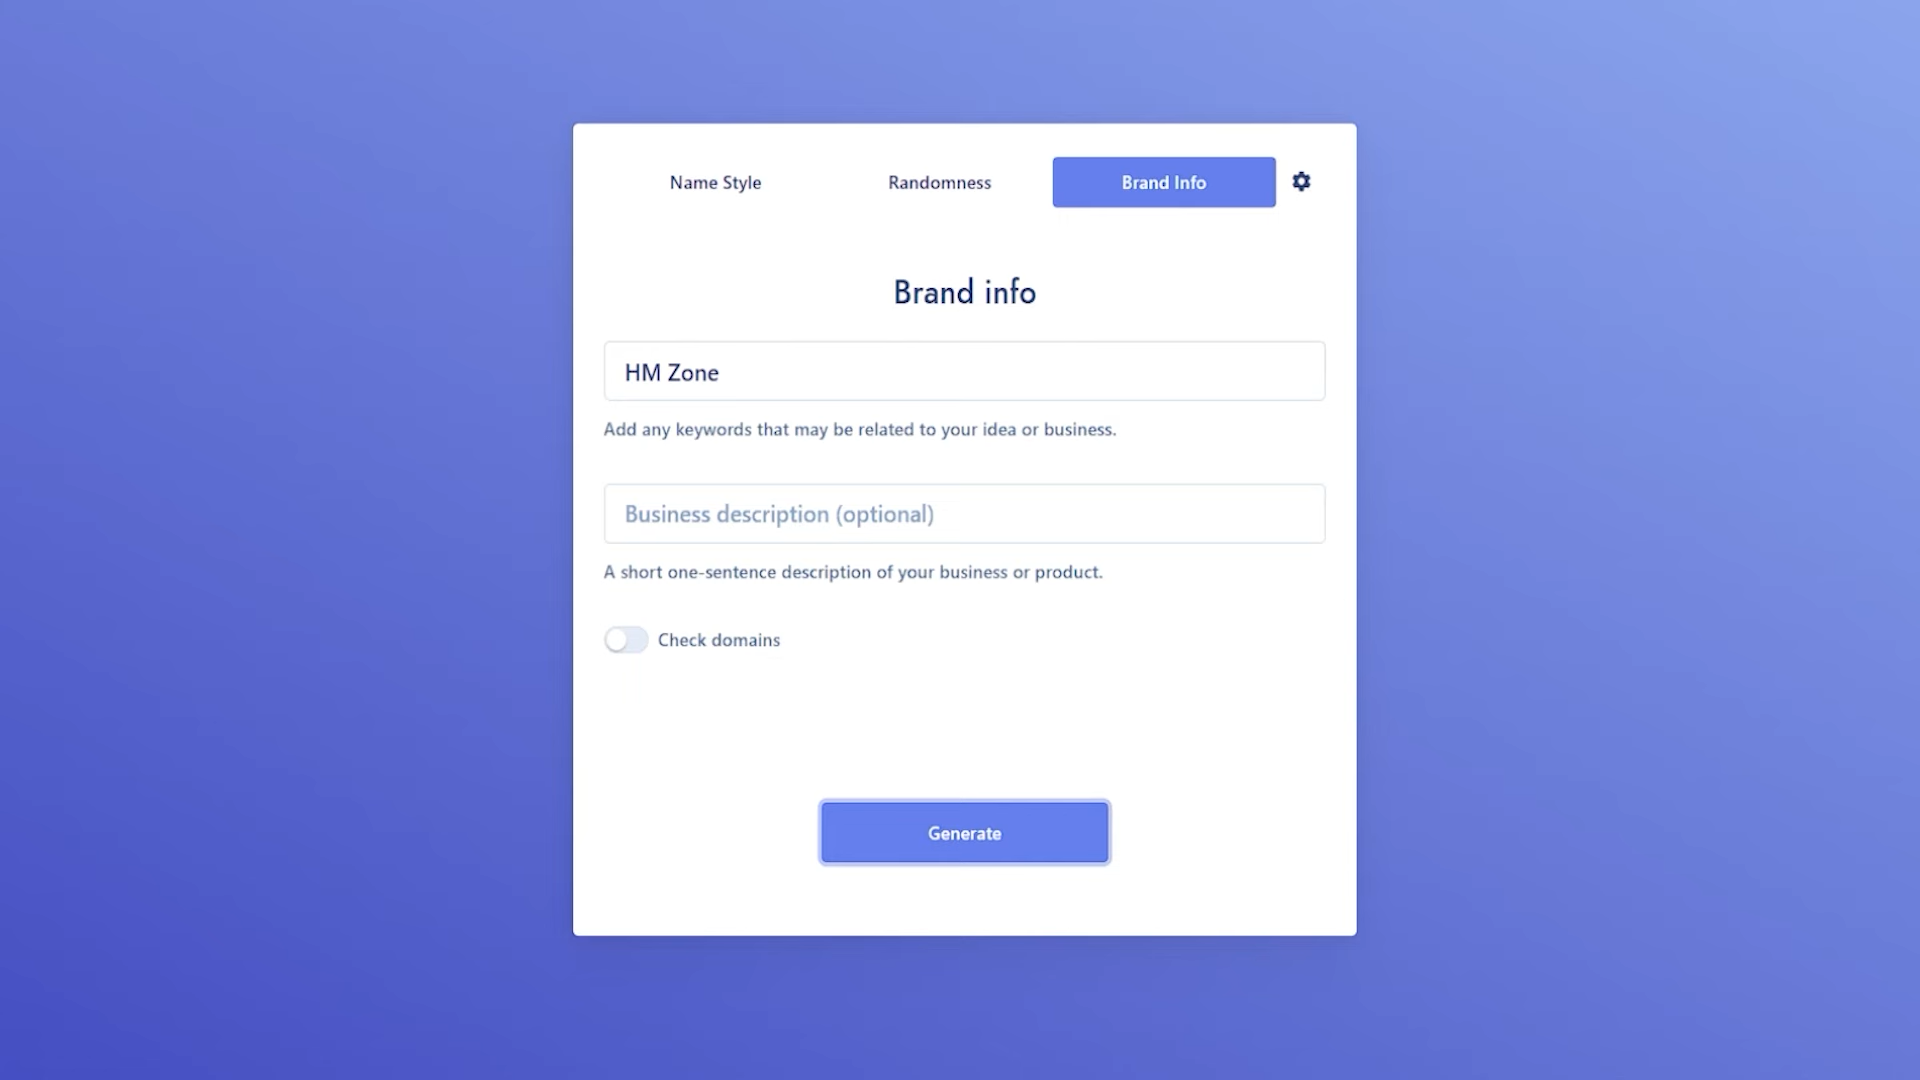 Name Style
Randomness
Brand Info
Brand info
HM Zone
Add any keywords that may be related to your idea or business.
Business description (optional)
A short one-sentence description of your business or product.
Check domains
Generate